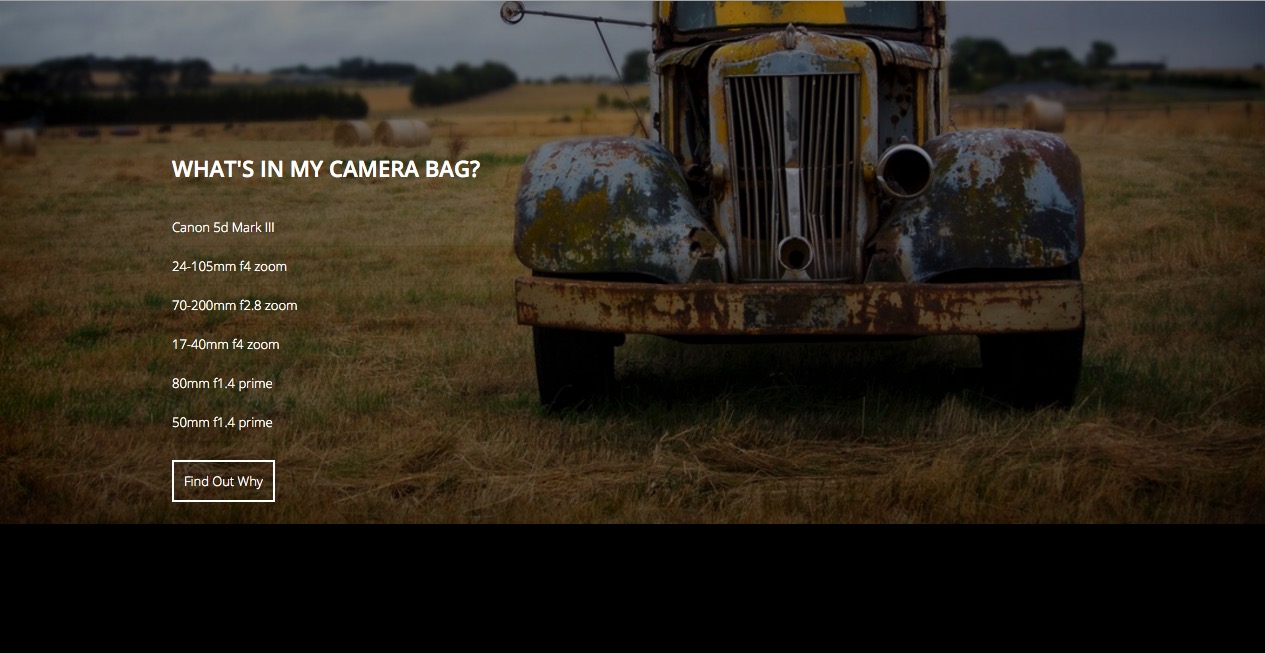 WHAT'S IN MY CAMERA BAG?
Canon 5d Mark III
24-105mm f4 zoom
70-200mm f2.8 zoom
17-40mm f4 zoom
80mm f1.4 prime
50mm f1.4 prime
Find Out Why